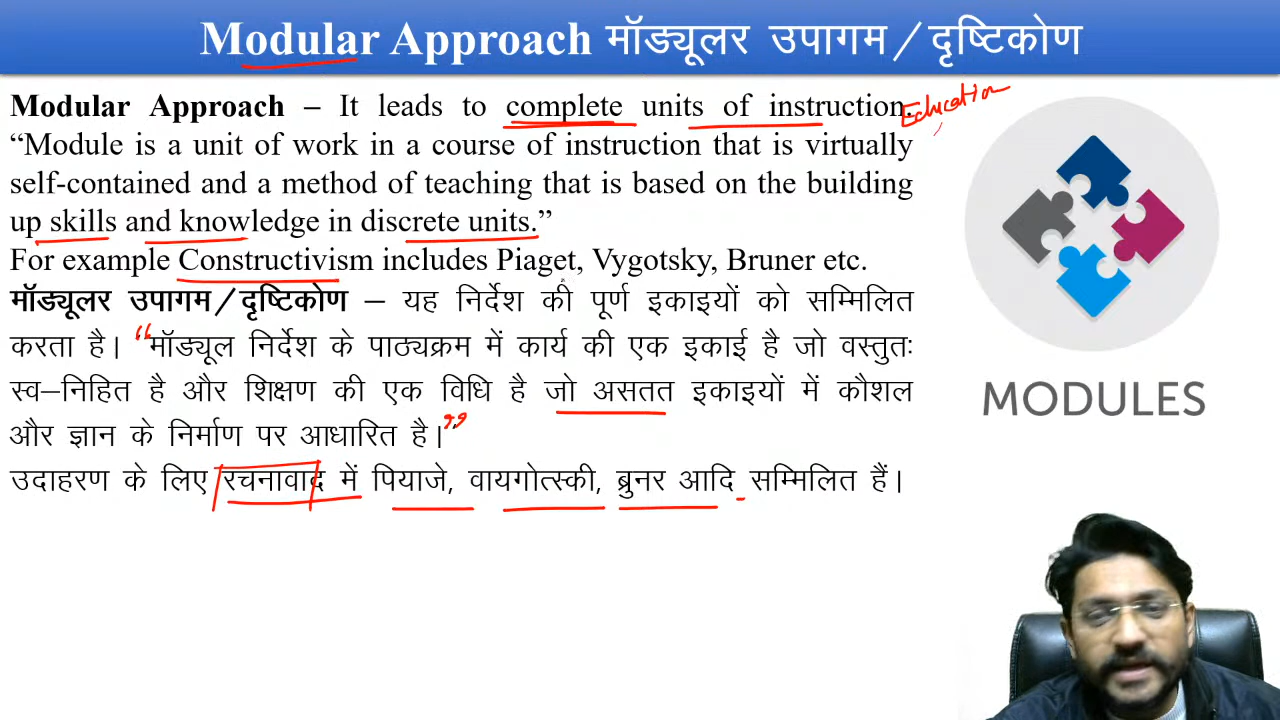 Modular Approach मॉड्यूलर उपागम/दृष्टिकोण
Modular Approach – It leads to complete units of instruction.
Education
“Module is a unit of work in a course of instruction that is virtually
self-contained and a method of teaching that is based on the building
up skills and knowledge in discrete units.”
For example Constructivism includes Piaget, Vygotsky, Bruner etc.
मॉड्यूलर उपागम/दृष्टिकोण – यह निर्देश की पूर्ण इकाइयों को सम्मिलित
करता है। “मॉड्यूल निर्देश के पाठ्यक्रम में कार्य की एक इकाई है जो वस्तुतः
स्व–निहित है और शिक्षण की एक विधि है जो असतत इकाइयों में कौशल
और ज्ञान के निर्माण पर आधारित है।”
उदाहरण के लिए रचनावाद में पियाजे, वायगोत्स्की, ब्रुनर आदि सम्मिलित हैं।
MODULES